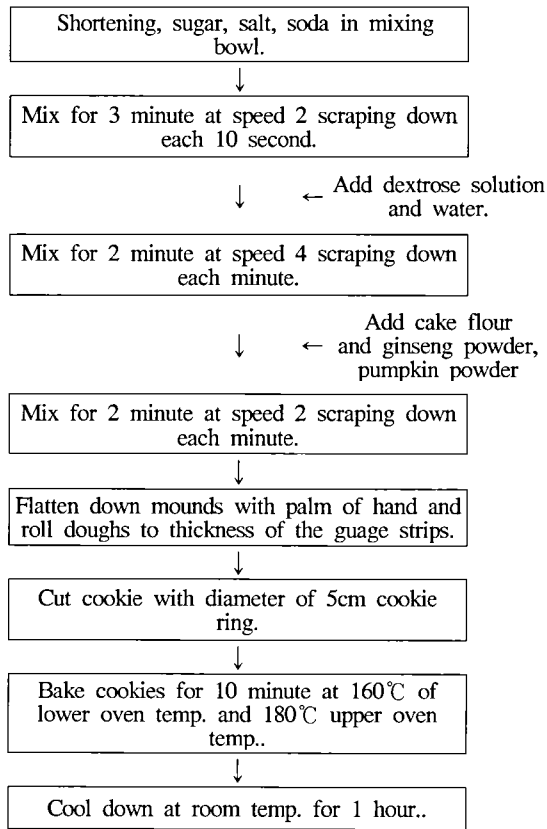 Shortening, sugar, salt, soda in mixing
bowl.
↓
Mix for 3 minute at speed 2 scraping down
each 10 second.
↓ ← Add dextrose solution
and water.
Mix for 2 minute at speed 4 scraping down
each minute.
Add cake flour
↓ ← and ginseng powder,
pumpkin powder
Mix for 2 minute at speed 2 scraping down
each minute.
↓
Flatten down mounds with palm of hand and
roll doughs to thickness of the guage strips.
↓
Cut cookie with diameter of 5cm cookie
ring.
↓
Bake cookies for 10 minute at 160℃ of
lower oven temp. and 180℃ upper oven
temp..
↓
Cool down at room temp. for 1 hour..